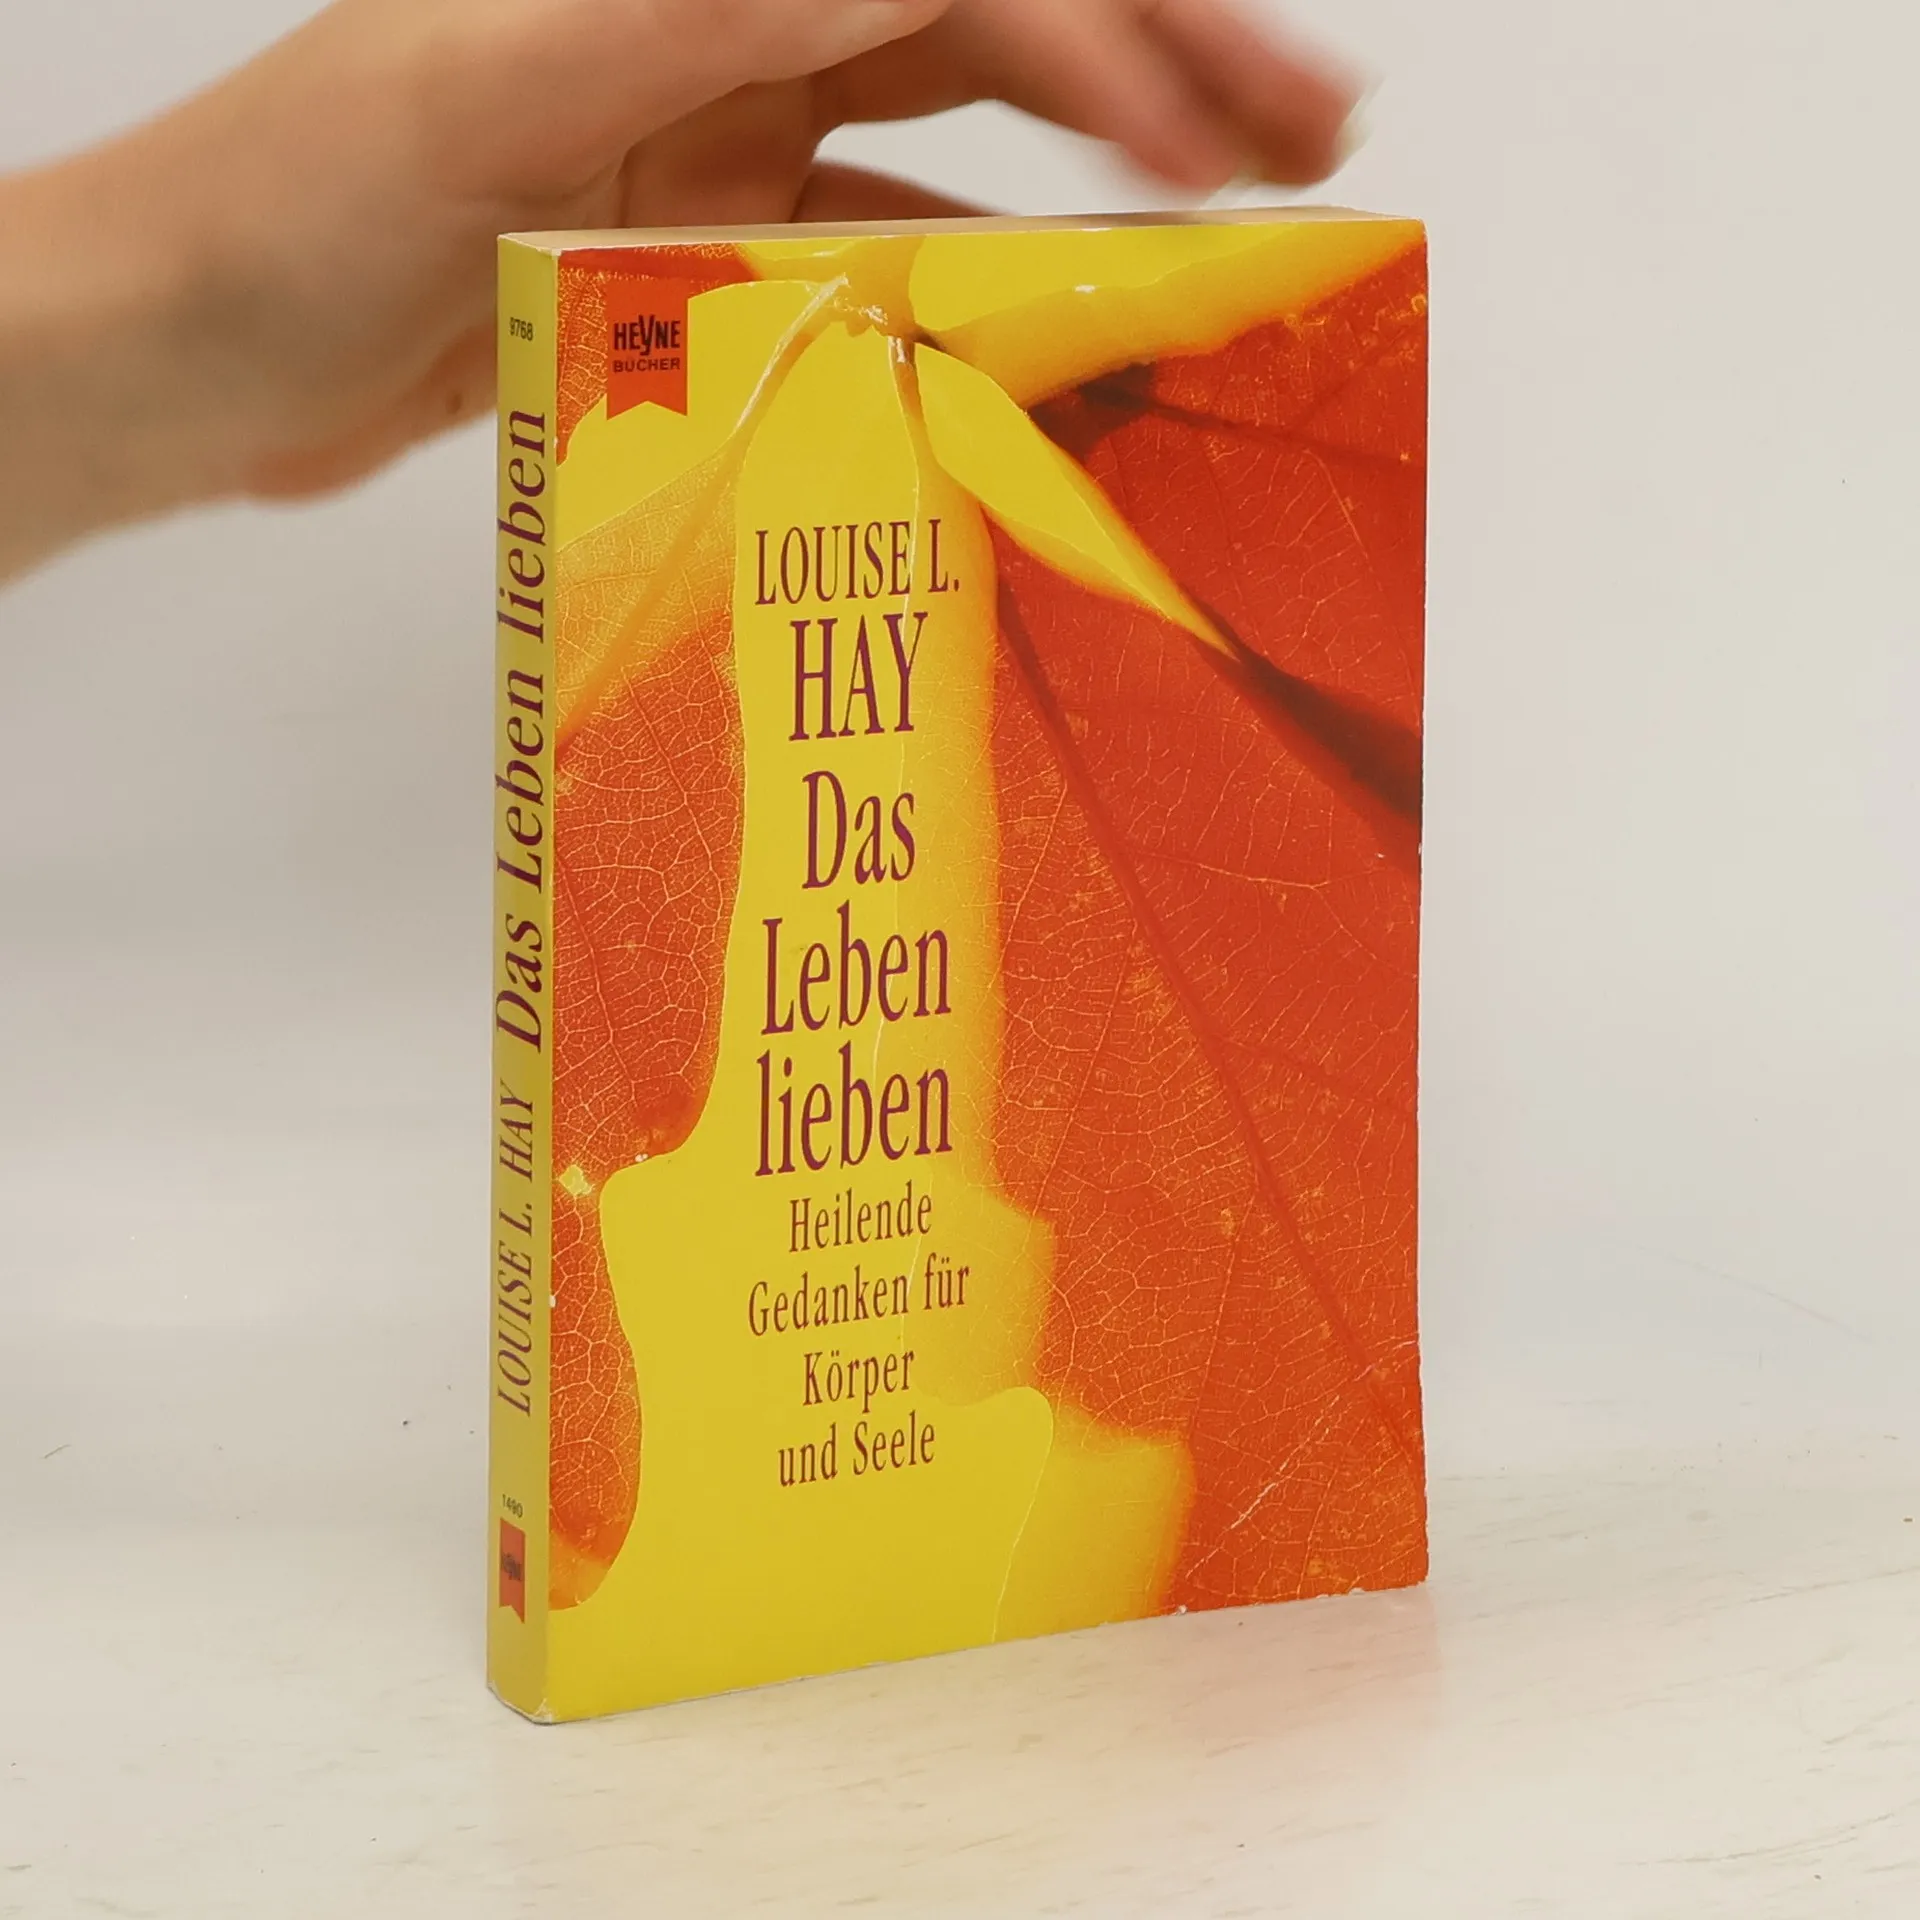 HEYNE
BÜCHER
LOUISE L.
HAY
Das
Leben
lieben
Heilende
Gedanken für
Körper
und Seele
9768
LOUISE L. HAY Das Leben lieben
1490
HEYNE